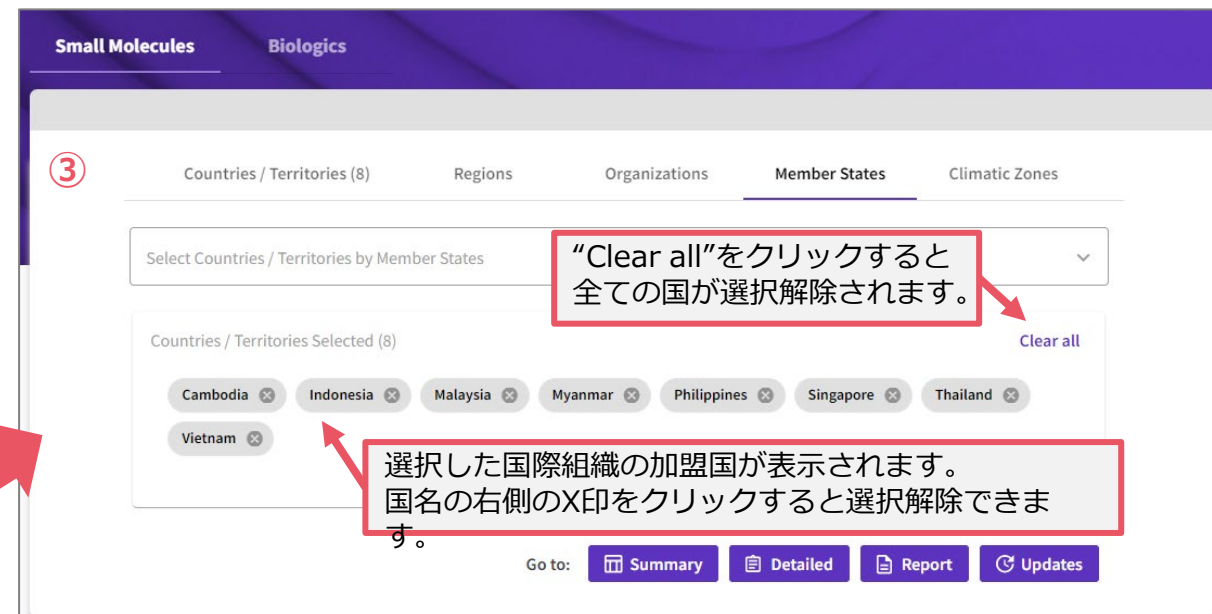 Small Molecules Biologics
③
Countries / Territories (8) Regions Organizations Member States Climatic Zones
Select Countries / Territories by Member States
“Clear all”をクリックすると
全ての国が選択解除されます。
Countries / Territories Selected (8) Clear all
Cambodia Indonesia Malaysia Myanmar Philippines Singapore Thailand
Vietnam
選択した国際組織の加盟国が表示されます。
国名の右側のX印をクリックすると選択解除できま
す。
Go to: Summary Detailed Report Updates